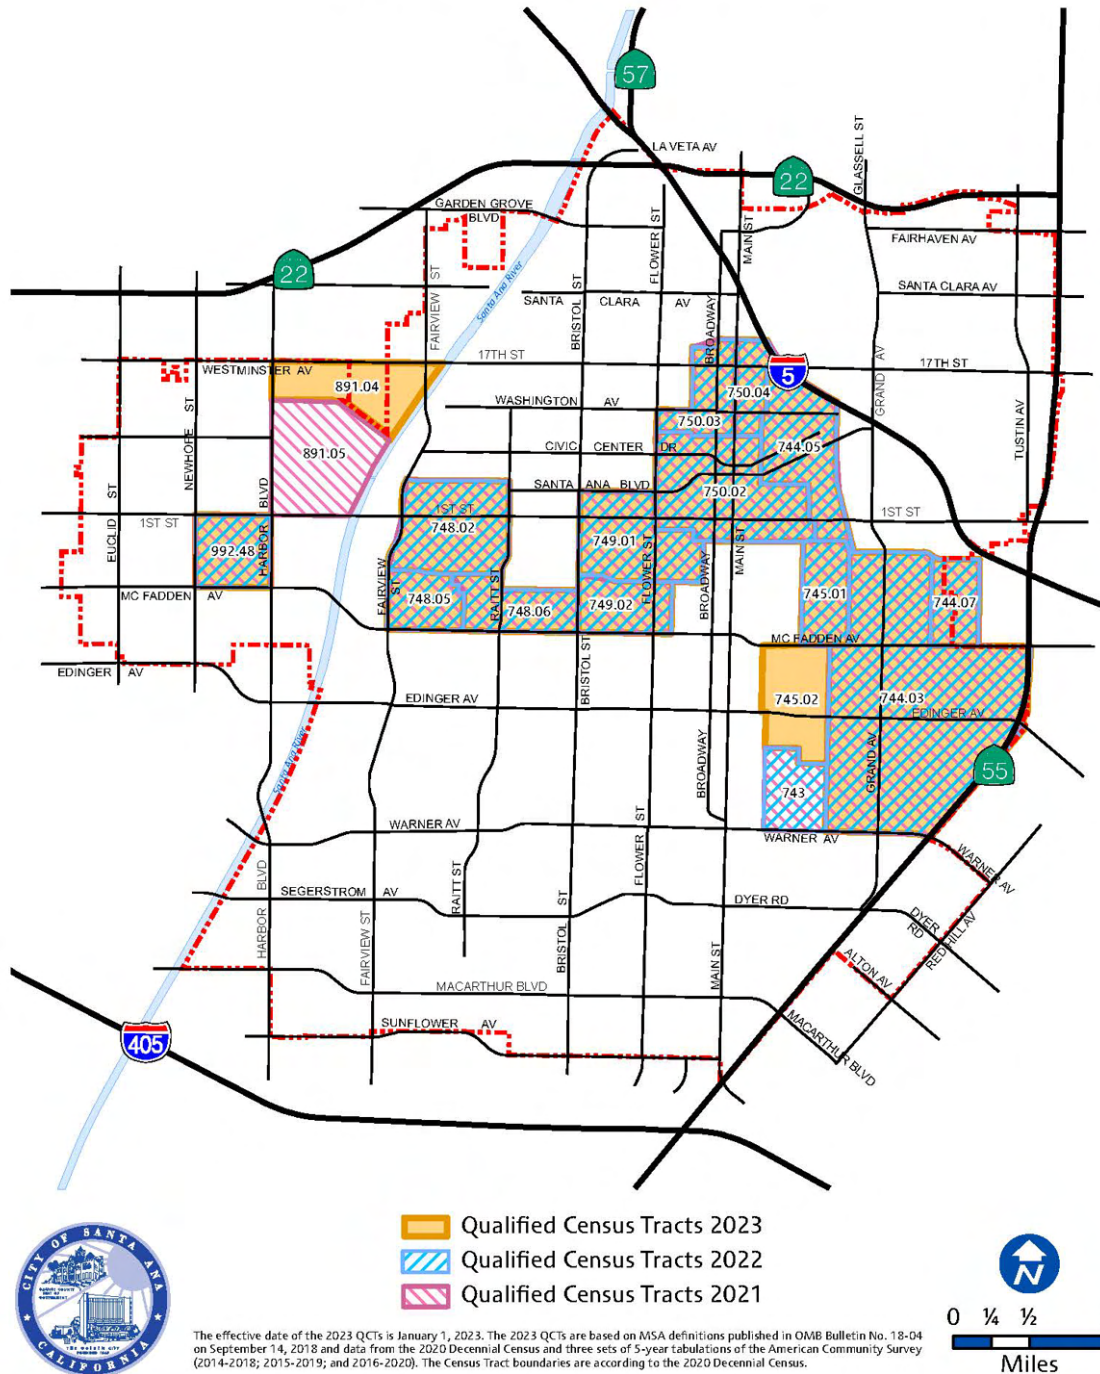 57
LA VETA AV
GLASSELL ST
22
GARDEN GROVE
BLVD
FLOWER ST
MAIN ST
FAIRHAVEN AV
22
Santa Ana River
FAIRVIEW ST
BRISTOL ST
SANTA CLARA AV
SANTA CLARA AV
BROADWAY
17TH ST
WESTMINSTER AV
5
17TH ST
891.04
750.04
GRAND AV
WASHINGTON AV
NEWHOPE ST
750.03
TUSTIN AV
891.05
CIVIC CENTER DR
744.05
EUCLID ST
HARBOR BLVD
SANTA ANA BLVD
750.02
1ST ST
1ST ST
1ST ST
748.02
992.48
749.01
FLOWER ST
BROADWAY
MAIN ST
FAIRVIEW ST
RAITT ST
MC FADDEN AV
748.05
748.06
749.02
745.01
744.07
MC FADDEN AV
EDINGER AV
BRISTOL ST
EDINGER AV
745.02
744.03
EDINGER AV
Santa Ana River
BROADWAY
GRAND AV
55
743
WARNER AV
FLOWER ST
WARNER AV
WARNER AV
HARBOR BLVD
SEGERSTROM AV
RAITT ST
DYER RD
DYER RD
RED HILL AV
FAIRVIEW ST
BRISTOL ST
MAIN ST
ALTON AV
MACARTHUR BLVD
MACARTHUR BLVD
SUNFLOWER AV
405
Qualified Census Tracts 2023
Qualified Census Tracts 2022
Qualified Census Tracts 2021
CITY OF SANTA ANA
CALIFORNIA
N
0 ¼ ½
Miles
The effective date of the 2023 QCTs is January 1, 2023. The 2023 QCTs are based on MSA definitions published in OMB Bulletin No. 18-04
on September 14, 2018 and data from the 2020 Decennial Census and three sets of 5-year tabulations of the American Community Survey
(2014-2018; 2015-2019; and 2016-2020). The Census Tract boundaries are according to the 2020 Decennial Census.